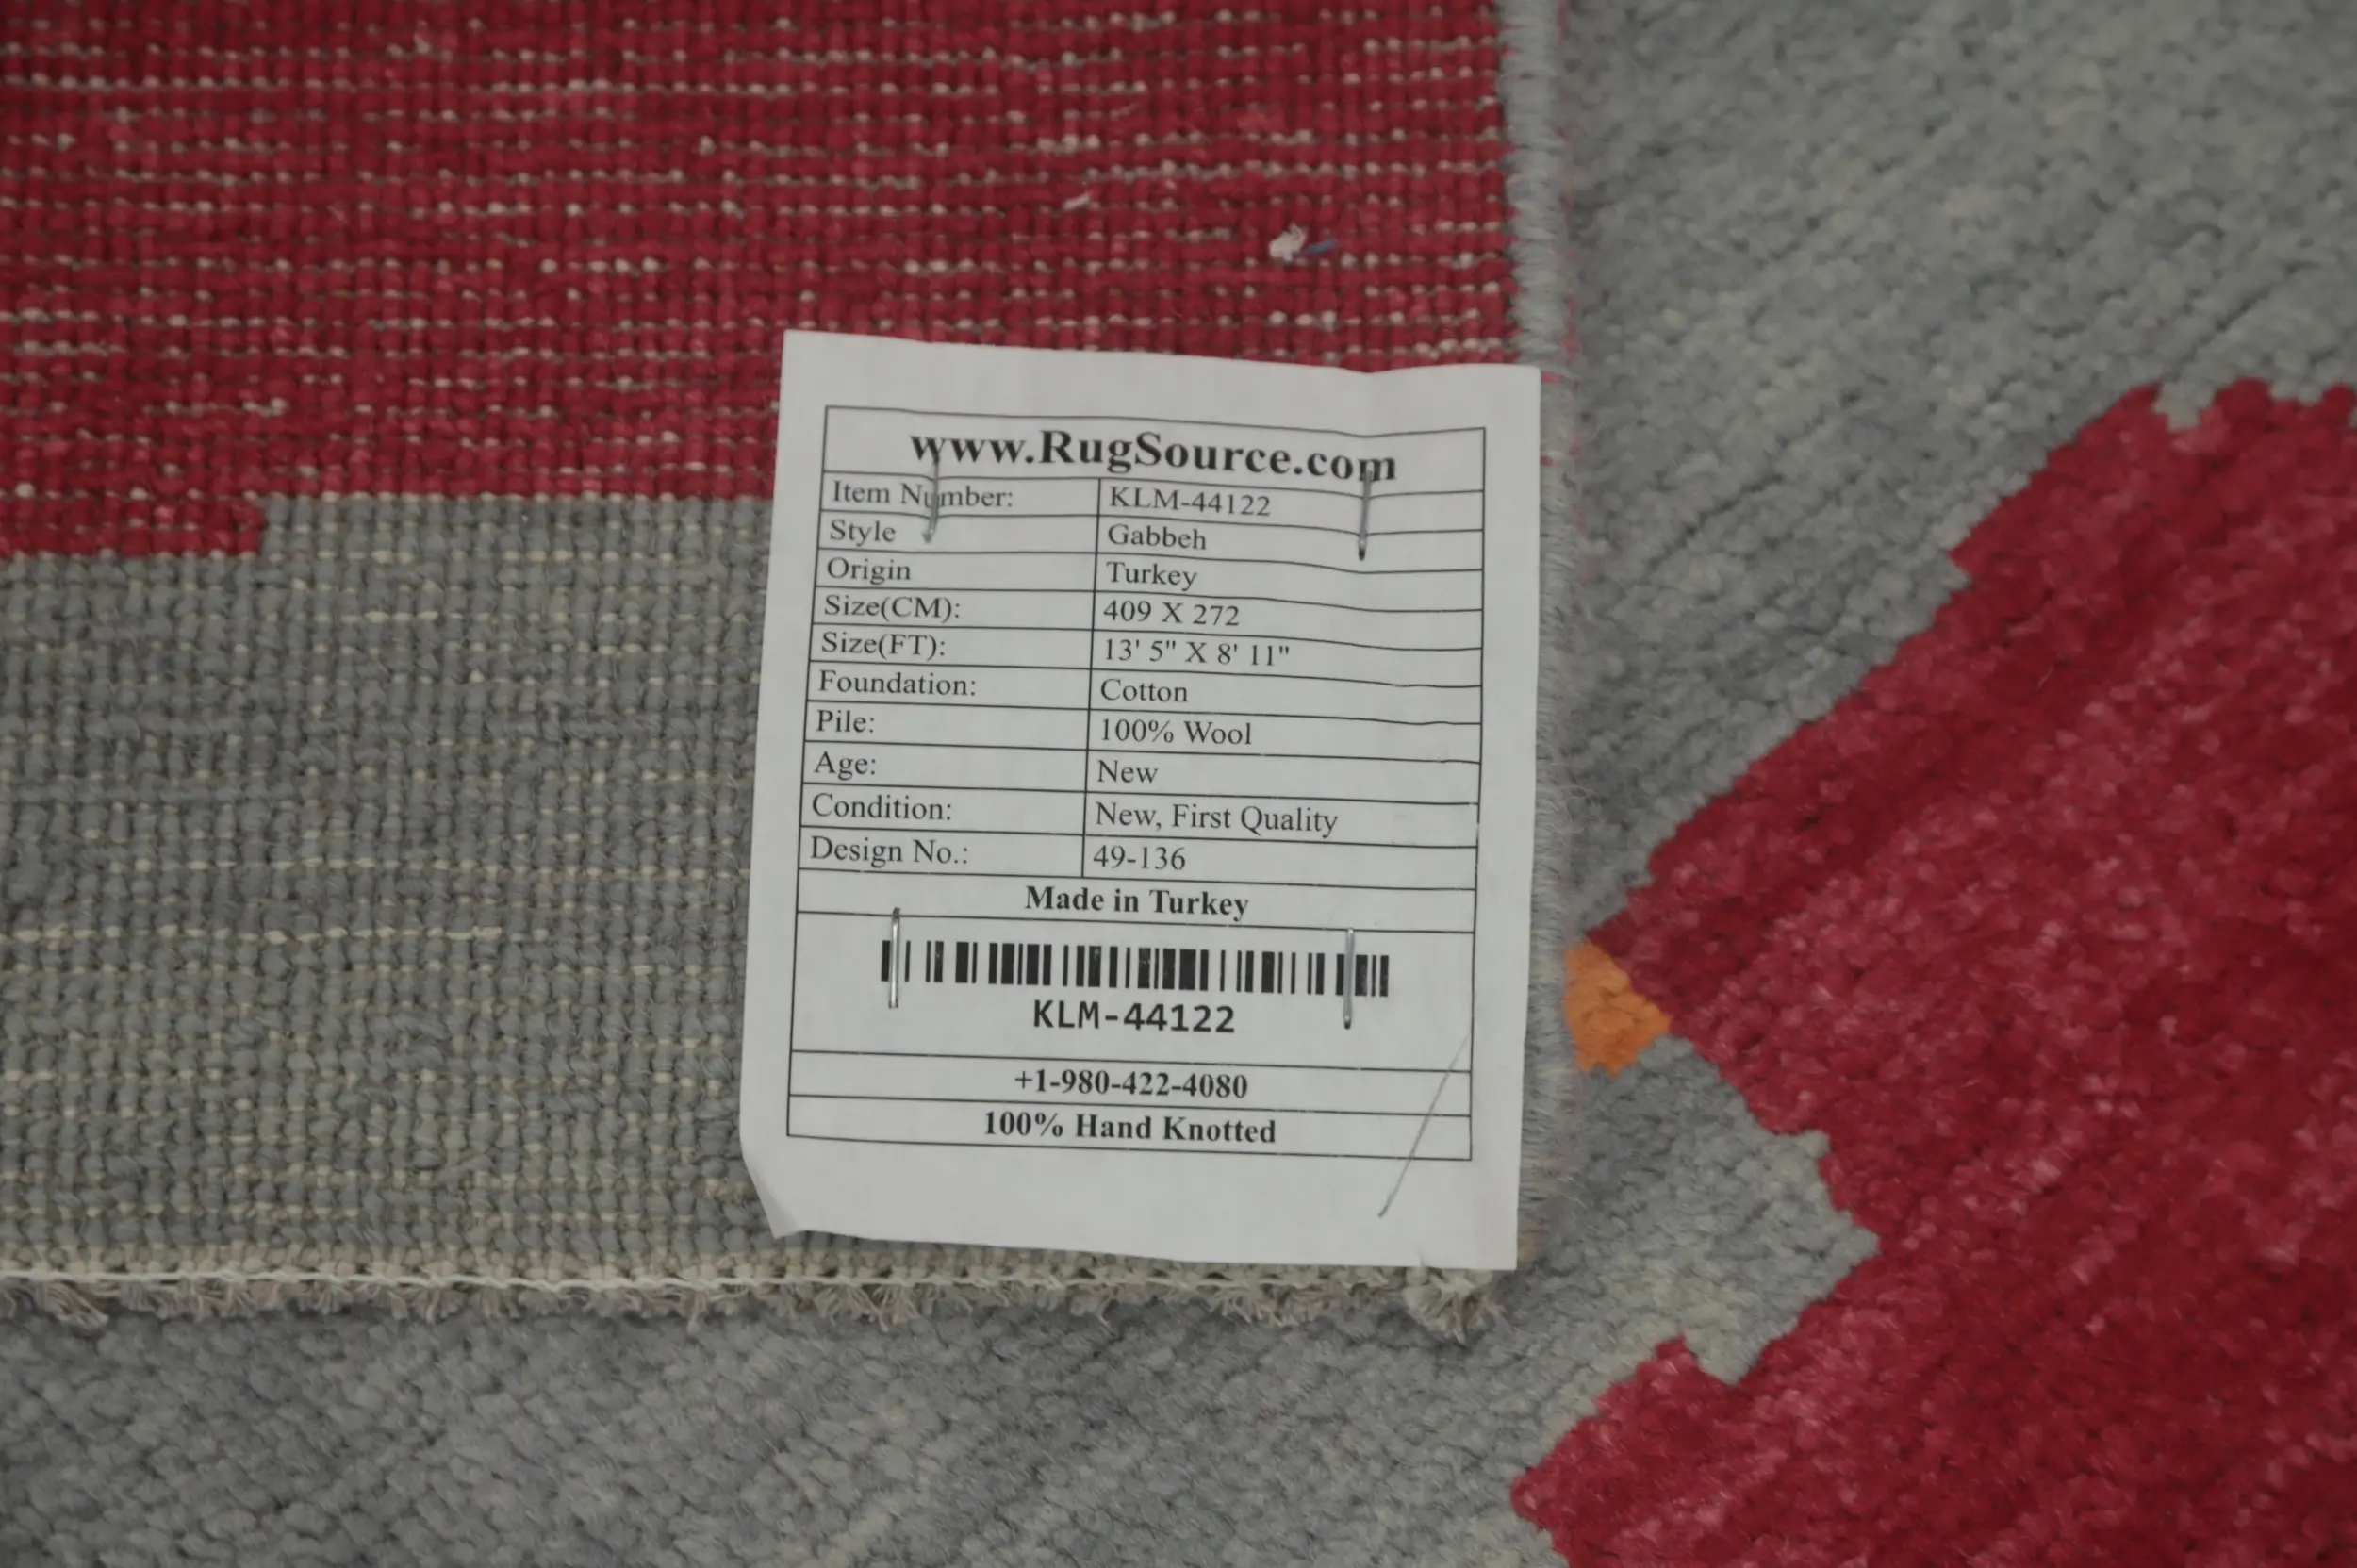 www.RugSource.com
Item Number: KLM-44122
Style Gabbeh
Origin Turkey
Size(CM): 409 X 272
Size(FT): 13' 5" X 8' 11"
Foundation: Cotton
Pile: 100% Wool
Age: New
Condition: New, First Quality
Design No.: 49-136
Made in Turkey
KLM-44122
+1-980-422-4080
100% Hand Knotted